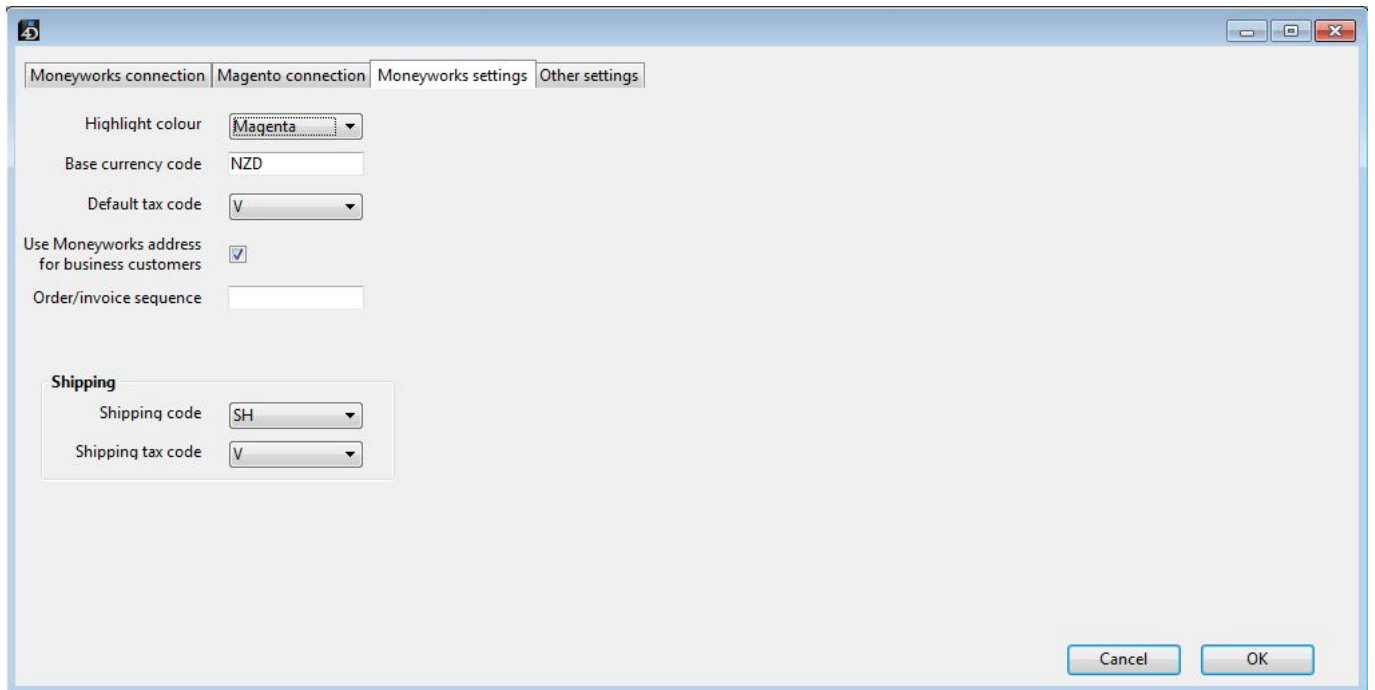 4D
Moneyworks connection Magento connection Moneyworks settings Other settings
Highlight colour Magenta
Base currency code NZD
Default tax code V
Use Moneyworks address
for business customers
Order/invoice sequence
Shipping
Shipping code SH
Shipping tax code V
Cancel OK